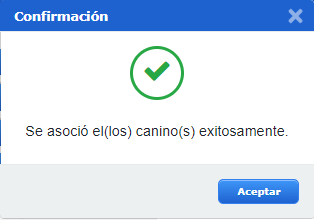 Confirmación
Se asoció el(los) canino(s) exitosamente.
Aceptar